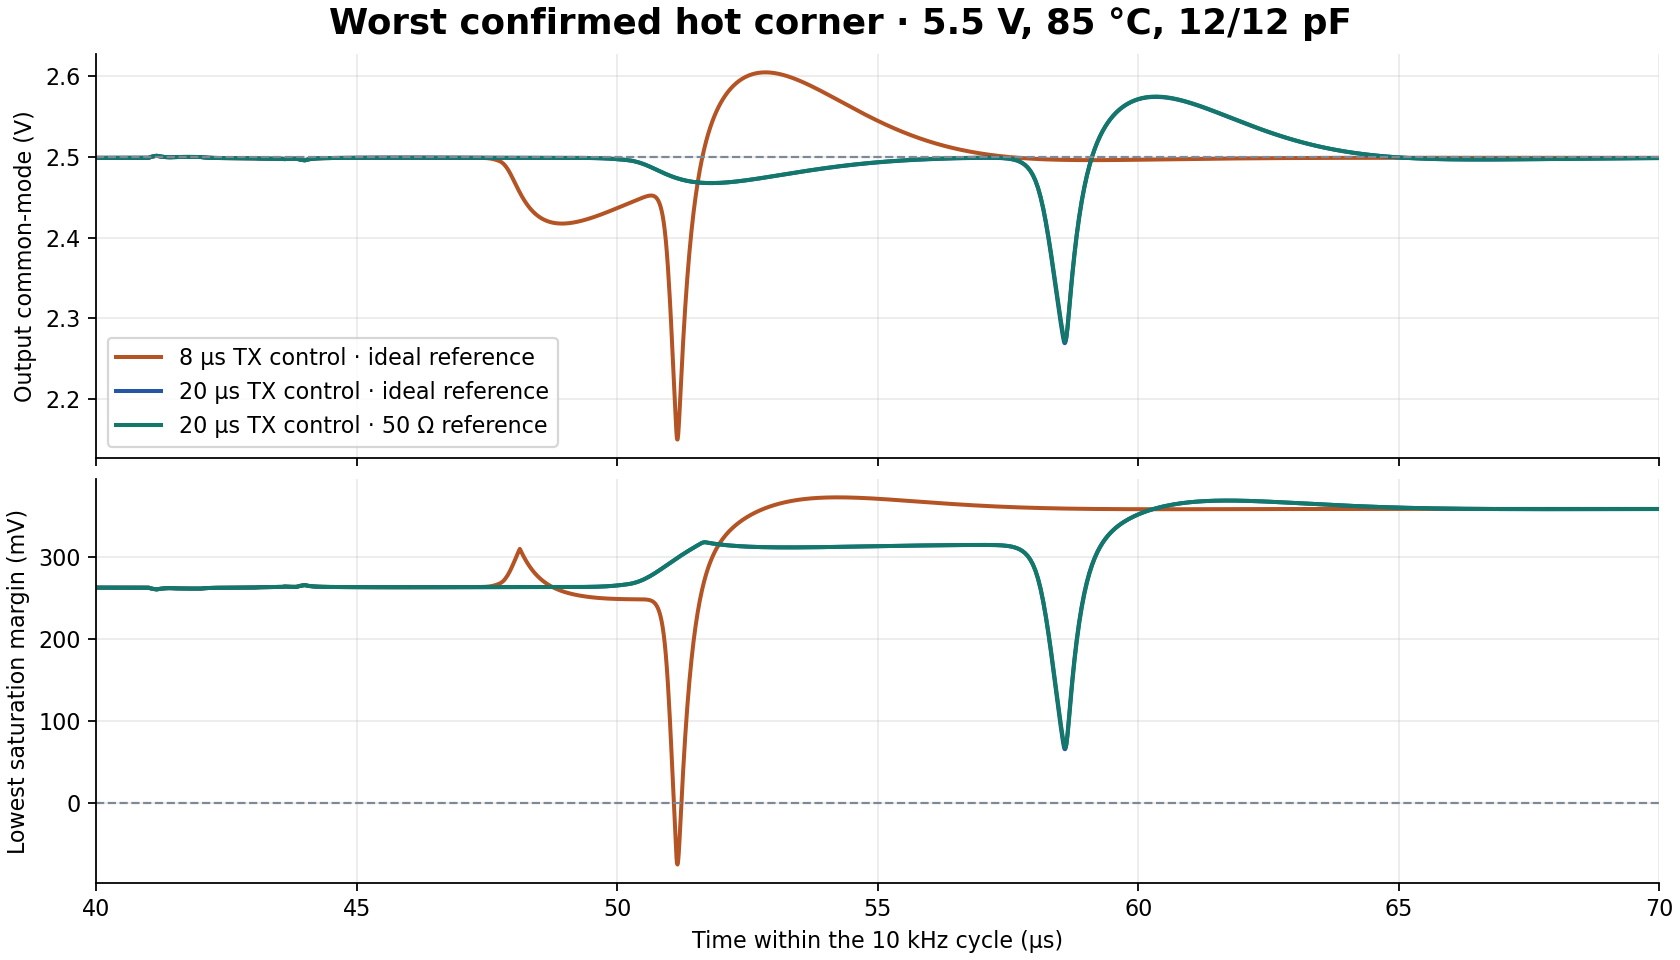 Worst confirmed hot corner · 5.5 V, 85 °C, 12/12 pF
Output common-mode (V)
2.6
2.5
2.4
2.3
2.2
8 µs TX control · ideal reference
20 µs TX control · ideal reference
20 µs TX control · 50 Ω reference
Lowest saturation margin (mV)
300
200
100
0
40 45 50 55 60 65 70
Time within the 10 kHz cycle (µs)